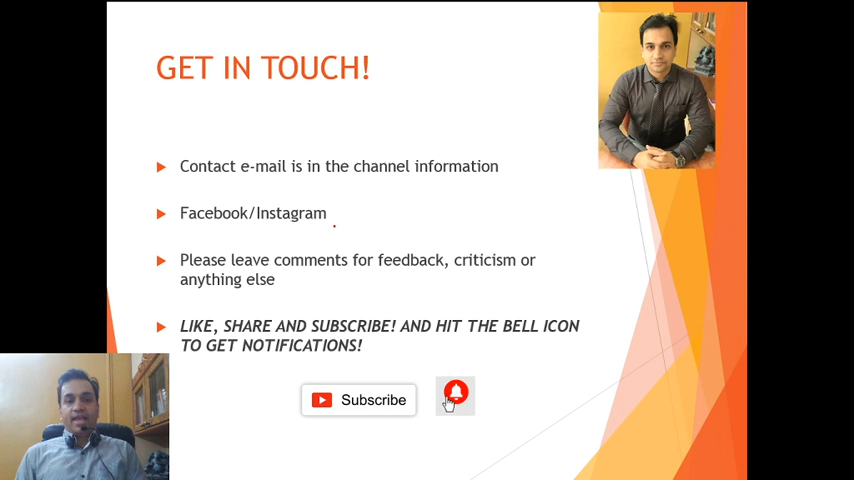 GET IN TOUCH!
Contact e-mail is in the channel information
Facebook/Instagram
Please leave comments for feedback, criticism or
anything else
LIKE, SHARE AND SUBSCRIBE! AND HIT THE BELL ICON
TO GET NOTIFICATIONS!
Subscribe